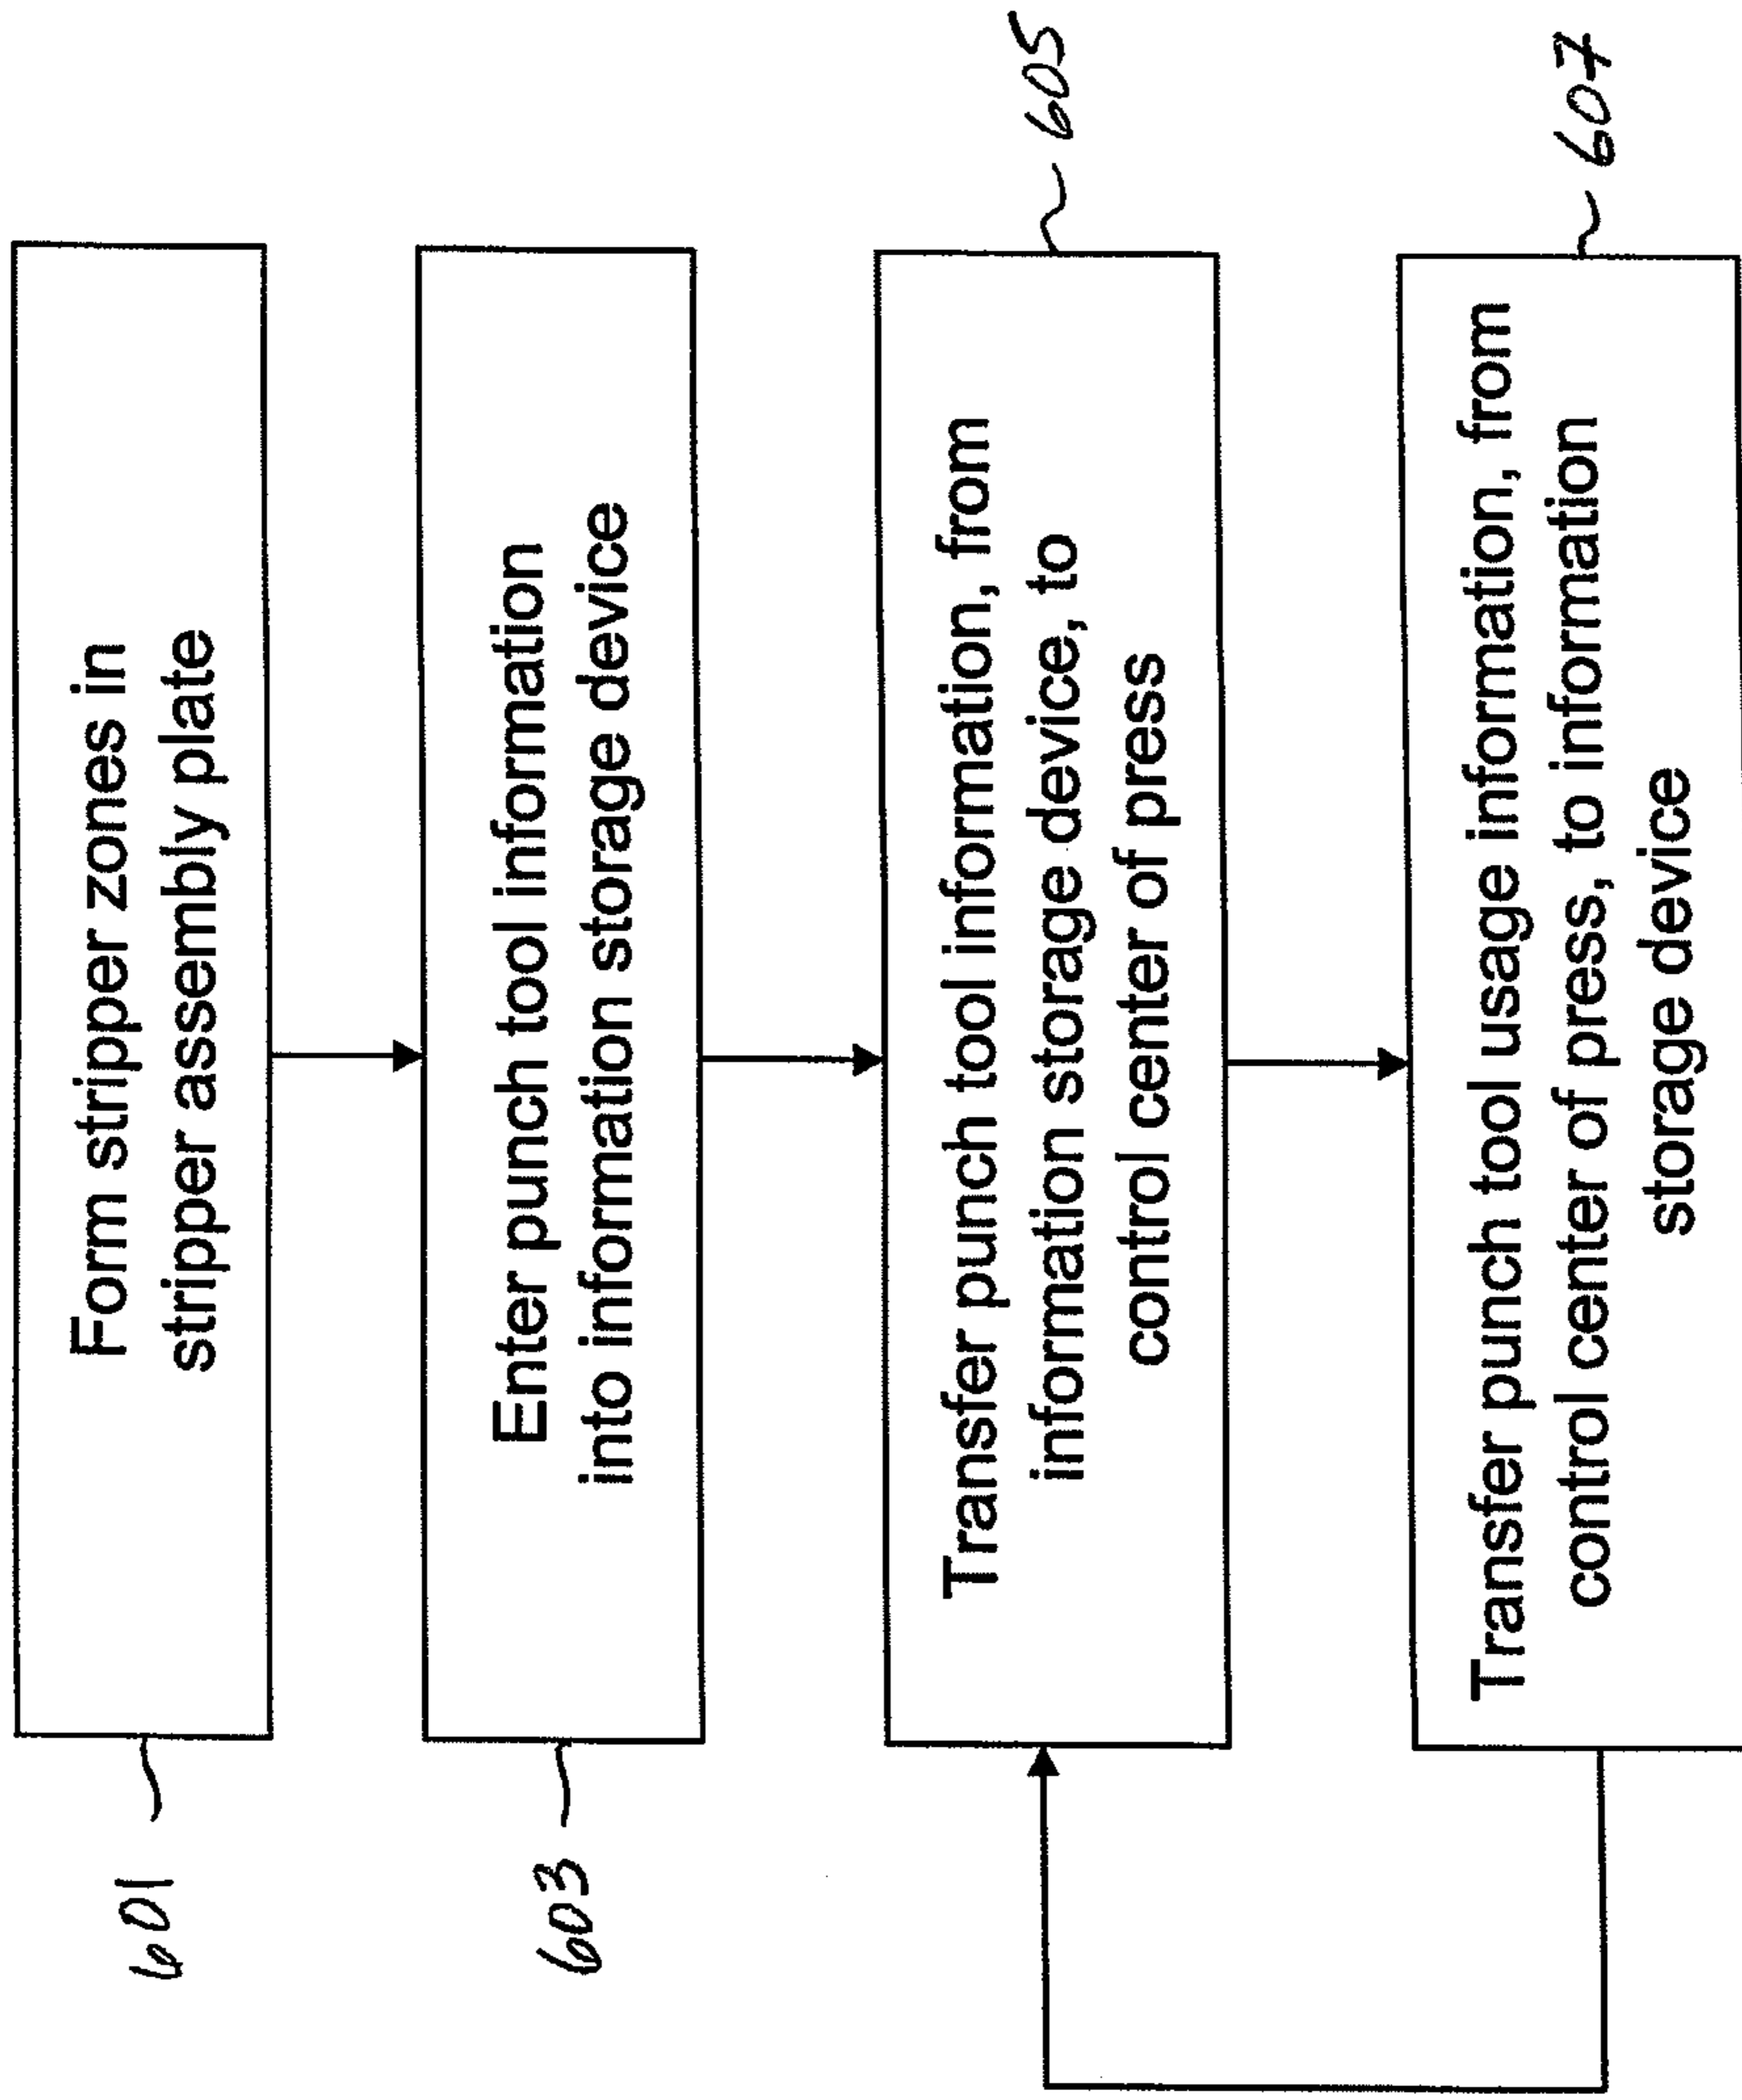 Form stripper zones in
stripper assembly plate
601
Enter punch tool information
into information storage device
603
Transfer punch tool information, from
information storage device, to
control center of press
605
Transfer punch tool usage information, from
control center of press, to information
storage device
607